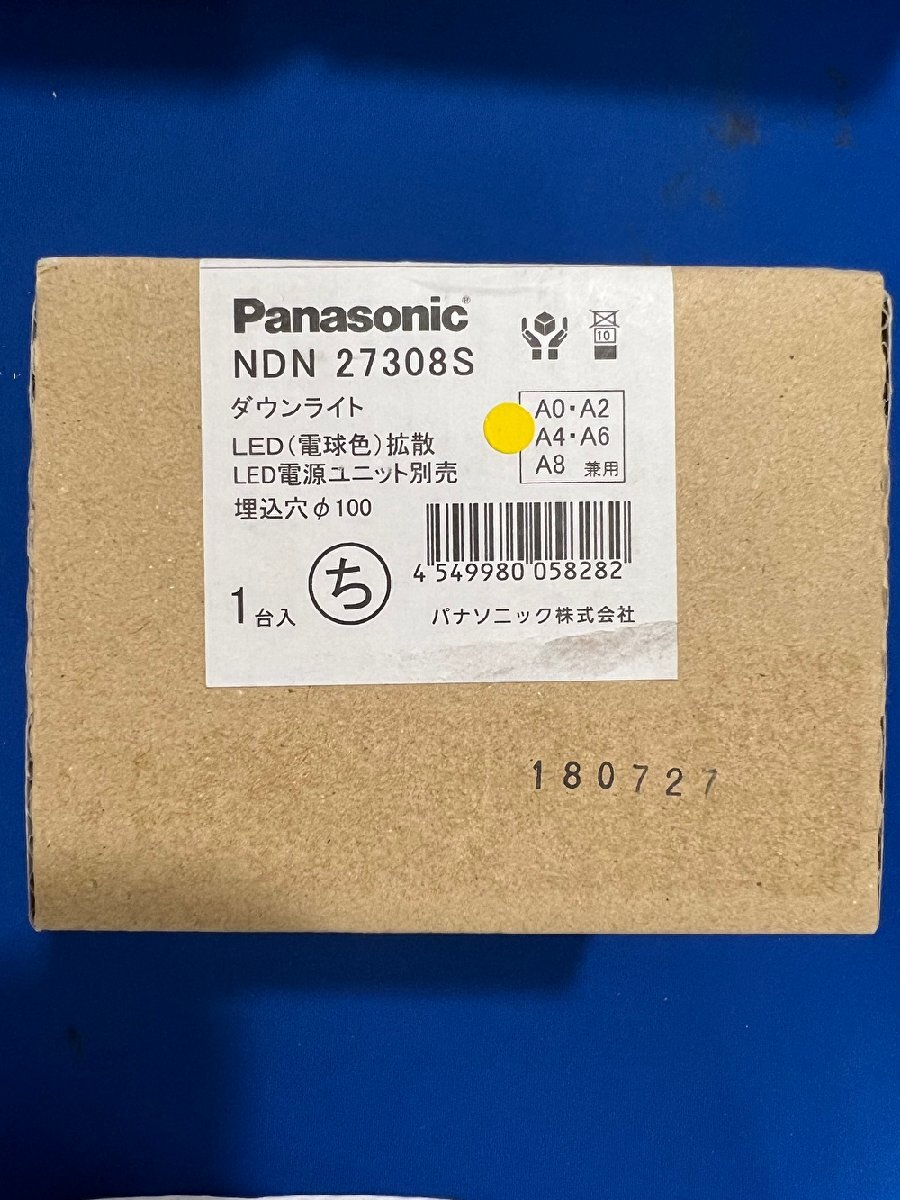 Panasonic®
NDN 27308S
ダウンライト
LED(電球色)拡散
LED電源ユニット別売
埋込穴φ100
10
A0・A2
A4・A6
A8 兼用
1台入
ち
4 549980 058282
パナソニック株式会社
180727